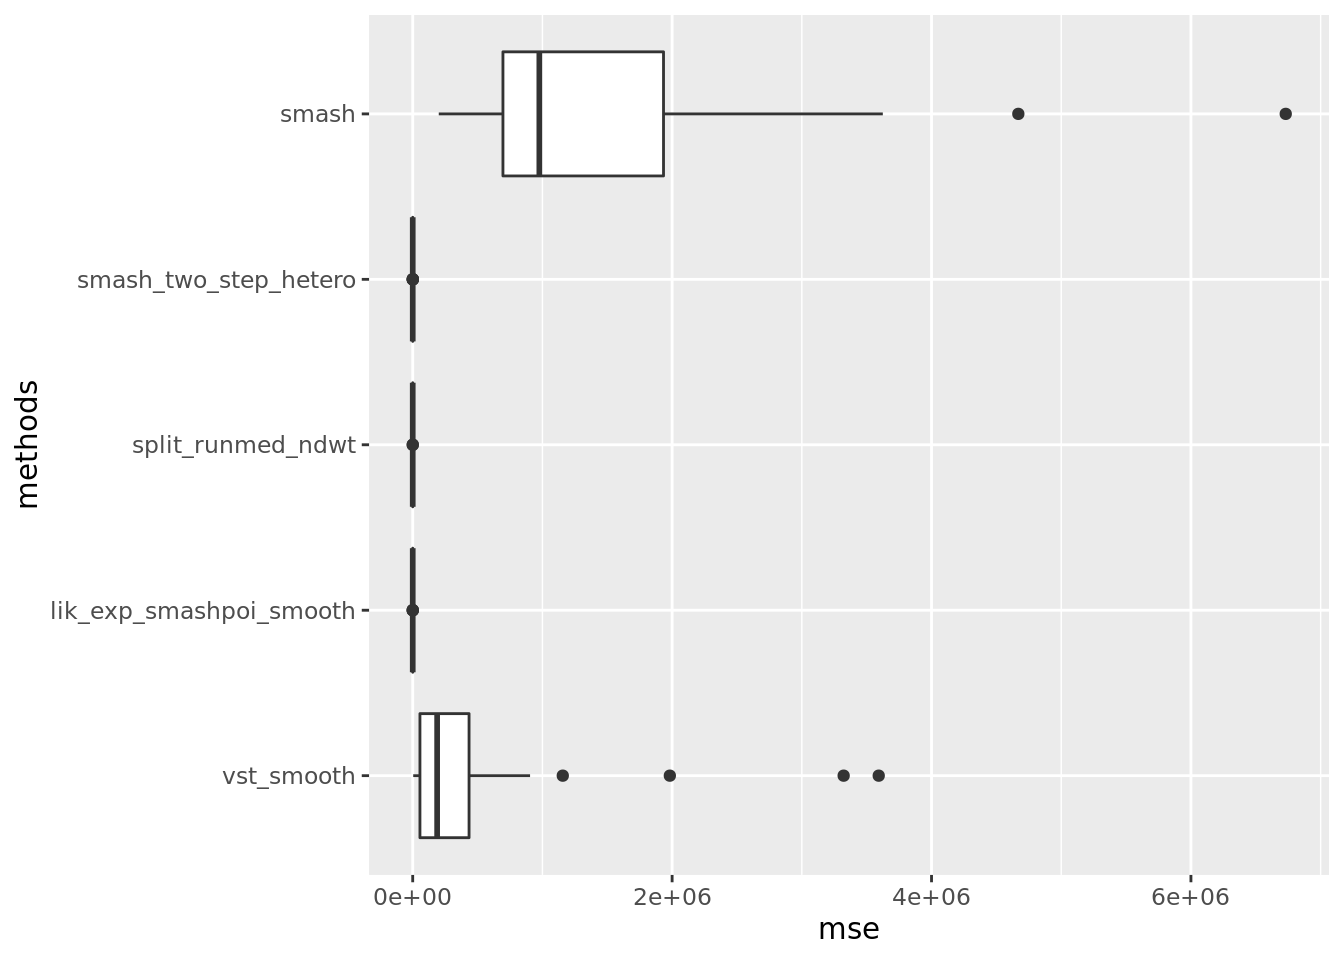 smash
smash_two_step_hetero
split_runmed_ndwt
lik_exp_smashpoi_smooth
vst_smooth
methods
0e+00 2e+06 4e+06 6e+06
mse